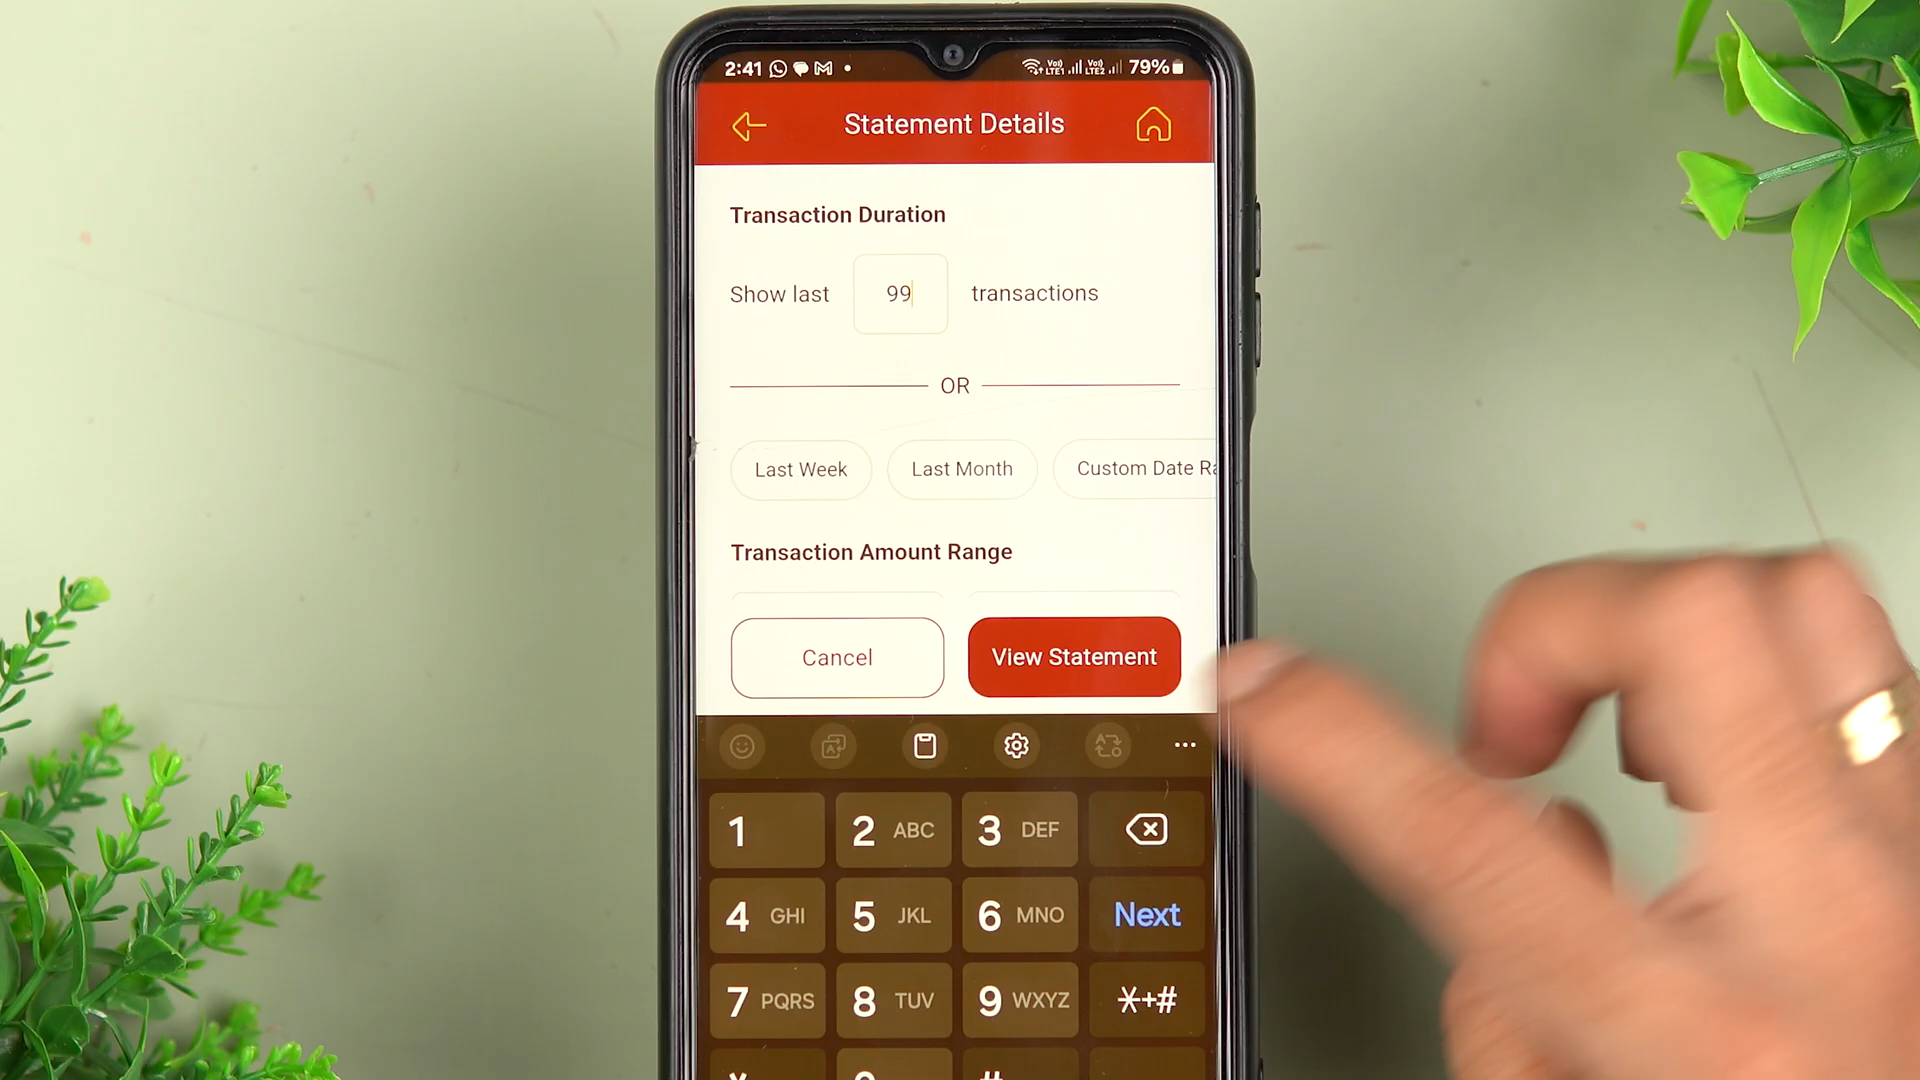 2:41 79%
Statement Details
Transaction Duration
Show last 99 transactions
OR
Last Week Last Month Custom Date Ra
Transaction Amount Range
Cancel View Statement
1 2 ABC 3 DEF
4 GHI 5 JKL 6 MNO Next
7 PQRS 8 TUV 9 WXYZ *+#